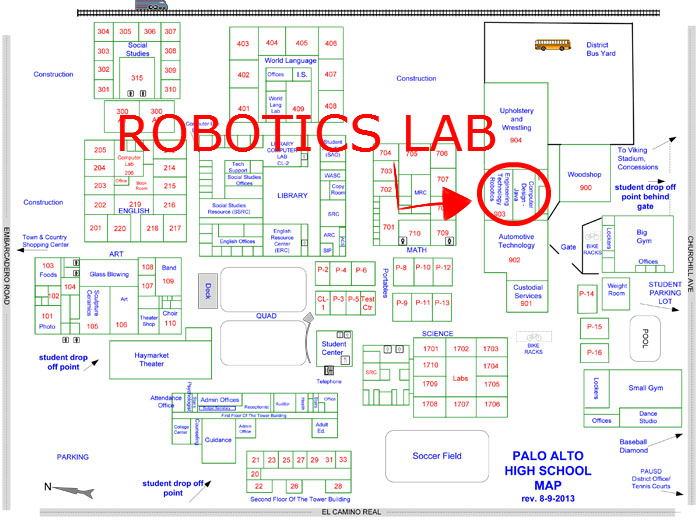 304
305
303
302
301
Social
Studies
306
307
308
309
310
315
300
300
403
404
405
406
World Language
402
Offices
I.S.
407
World
Lang
Lab
401
409
408
Construction
Construction
District
Bus Yard
Upholstery
and
Wrestling
904
ROBOTICS LAB
205
204
203
202
201
Computer
Lab
206
Office
Book
Room
214
215
216
219
ENGLISH
220
218
217
LIBRARY
COMPUTER
LAB
CL-2
Student
(SAO)
Tech
Support
Social Studies
Offices
Social Studies
Resource (SSRC)
LIBRARY
WASC
Copy
Room
SRC
English Offices
English
Resource
Center
(ERC)
ARC
SIP
704
705
706
703
707
702
MRC
701
710
709
MATH
Engineering
Technology
Robotics
903
Computer
Design -
Java
Woodshop
900
To Viking
Stadium,
Concessions
student drop off
point behind
gate
Automotive
Technology
902
Gate
BIKE
RACKS
Lockers
Big
Gym
Offices
Custodial
Services
901
EMBARCADERO ROAD
CHURCHILL AVE
Town & Country
Shopping Center
ART
103
Foods
102
104
101
Photo
Glass Blowing
Sculpture
Ceramics
105
Art
106
108
107
Band
109
Theater
Shop
Choir
110
Deck
QUAD
P-2
P-4
P-6
CL-
1
P-3
P-5
Test
Ctr
Portables
P-8
P-10
P-12
P-9
P-11
P-13
P-14
Weight
Room
STUDENT
PARKING
LOT
P-15
P-16
POOL
student drop
off point
Haymarket
Theater
Student
Center
Telephone
SCIENCE
SRC
1701
1702
1703
1710
1704
Labs
1709
1705
1708
1707
1706
BIKE
RACKS
Lockers
Small Gym
Offices
Dance
Studio
Attendance
Office
Psychologist
Admin Offices
Receptionist
Auditor
Health
Office
First Floor Of The Tower Building
College
Center
Counseling
Guidance
Admin
Office
Adult
Ed.
PARKING
N
student drop off
point
21
23
25
27
29
31
33
20
22
26
28
Second Floor Of The Tower Building
Soccer Field
PALO ALTO
HIGH SCHOOL
MAP
rev. 8-9-2013
Baseball
Diamond
PAUSD
District Office/
Tennis Courts
EL CAMINO REAL